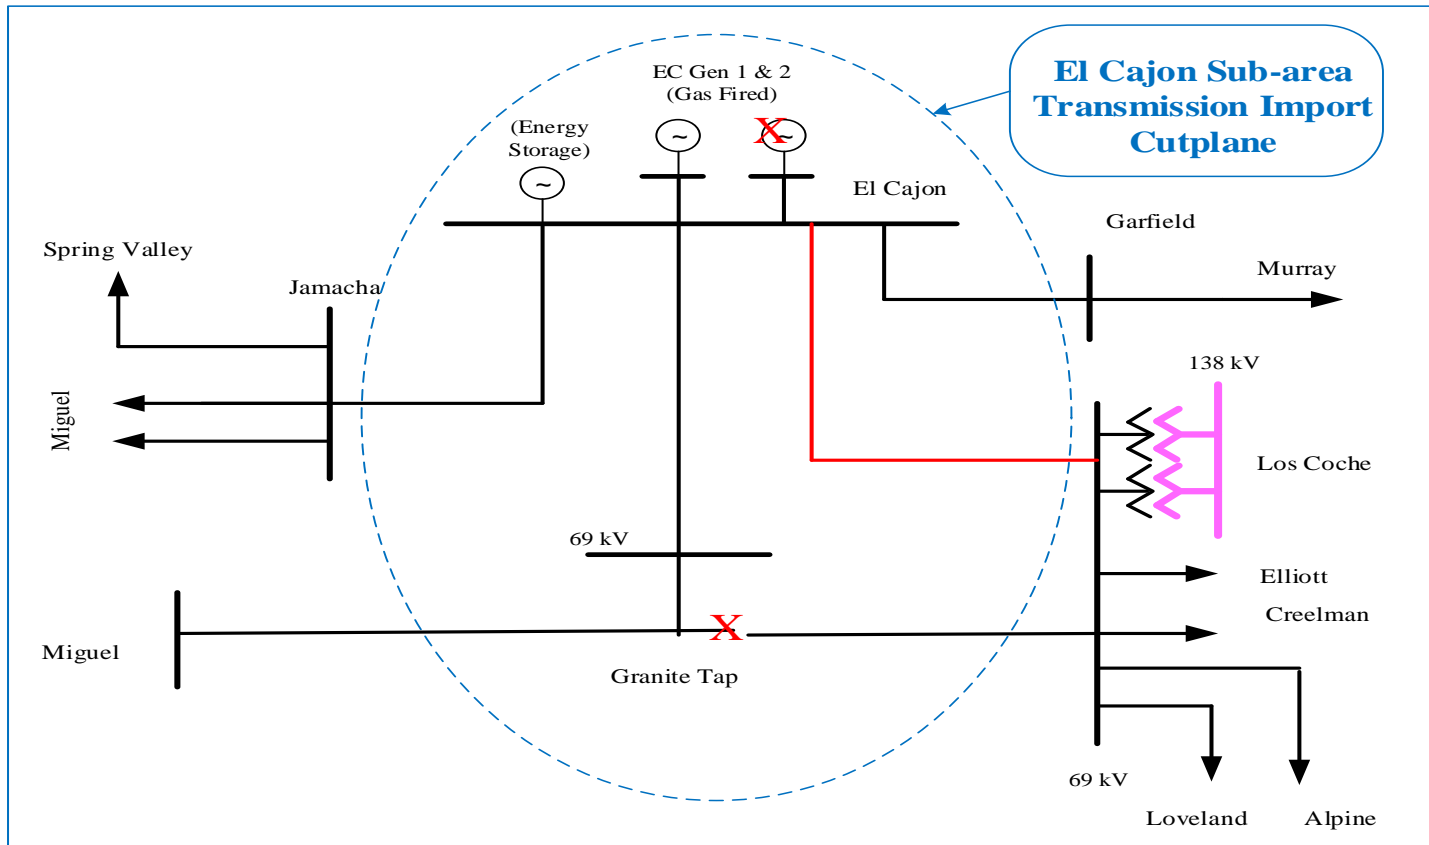 El Cajon Sub-area
Transmission Import
Cutplane
EC Gen 1 & 2
(Gas Fired)
(Energy
Storage)
~
~
X
~
El Cajon
Garfield
Spring Valley
Murray
Jamacha
138 kV
Miguel
Los Coche
69 kV
Elliott
Creelman
X
Miguel
Granite Tap
69 kV
Loveland
Alpine